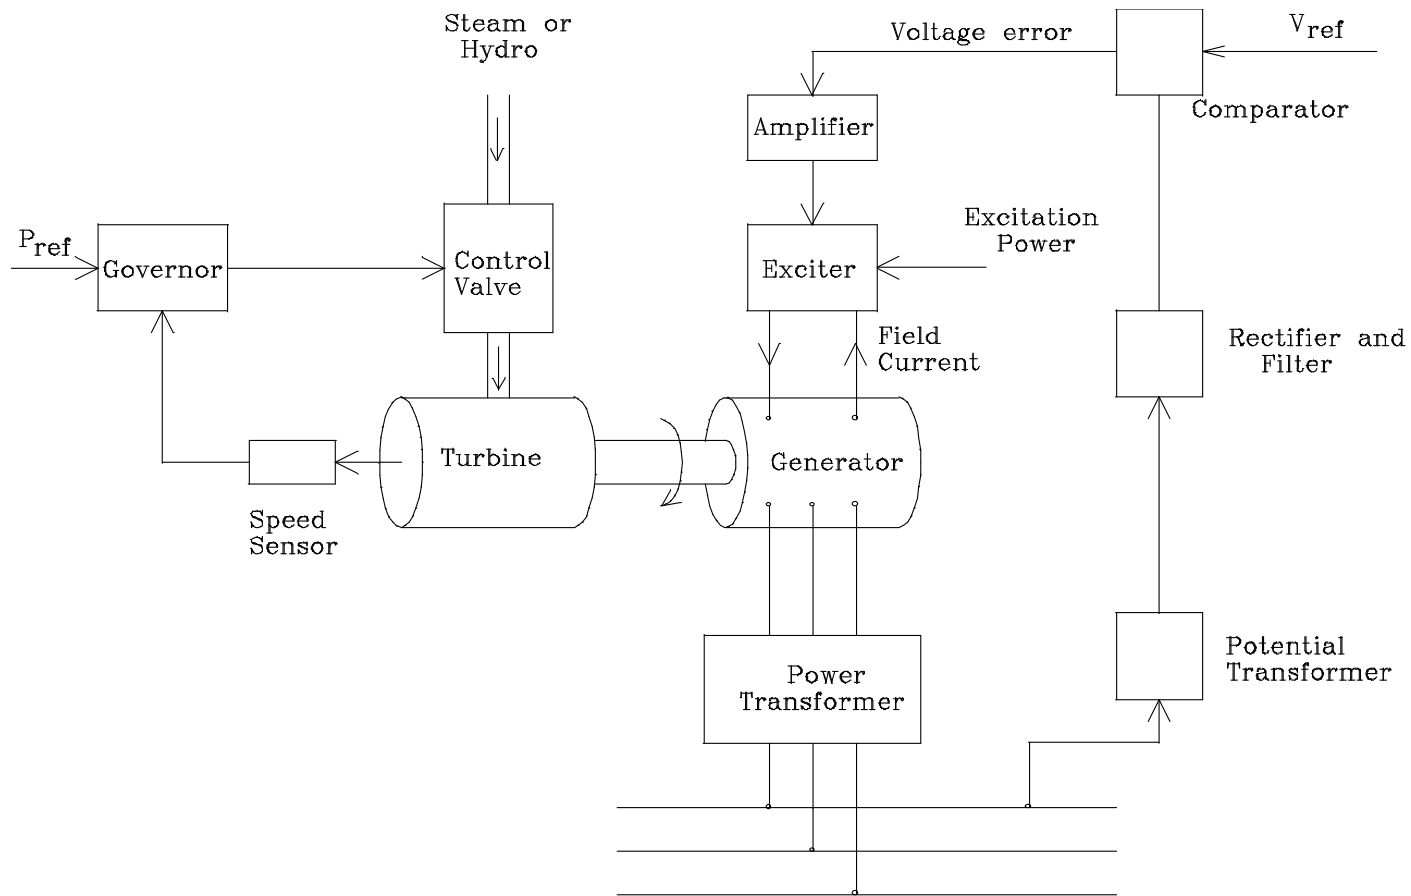 Steam or
Hydro
Voltage error
Vref
Comparator
Amplifier
Pref
Governor
Control
Valve
Exciter
Excitation
Power
Field
Current
Rectifier and
Filter
Turbine
Generator
Speed
Sensor
Potential
Transformer
Power
Transformer